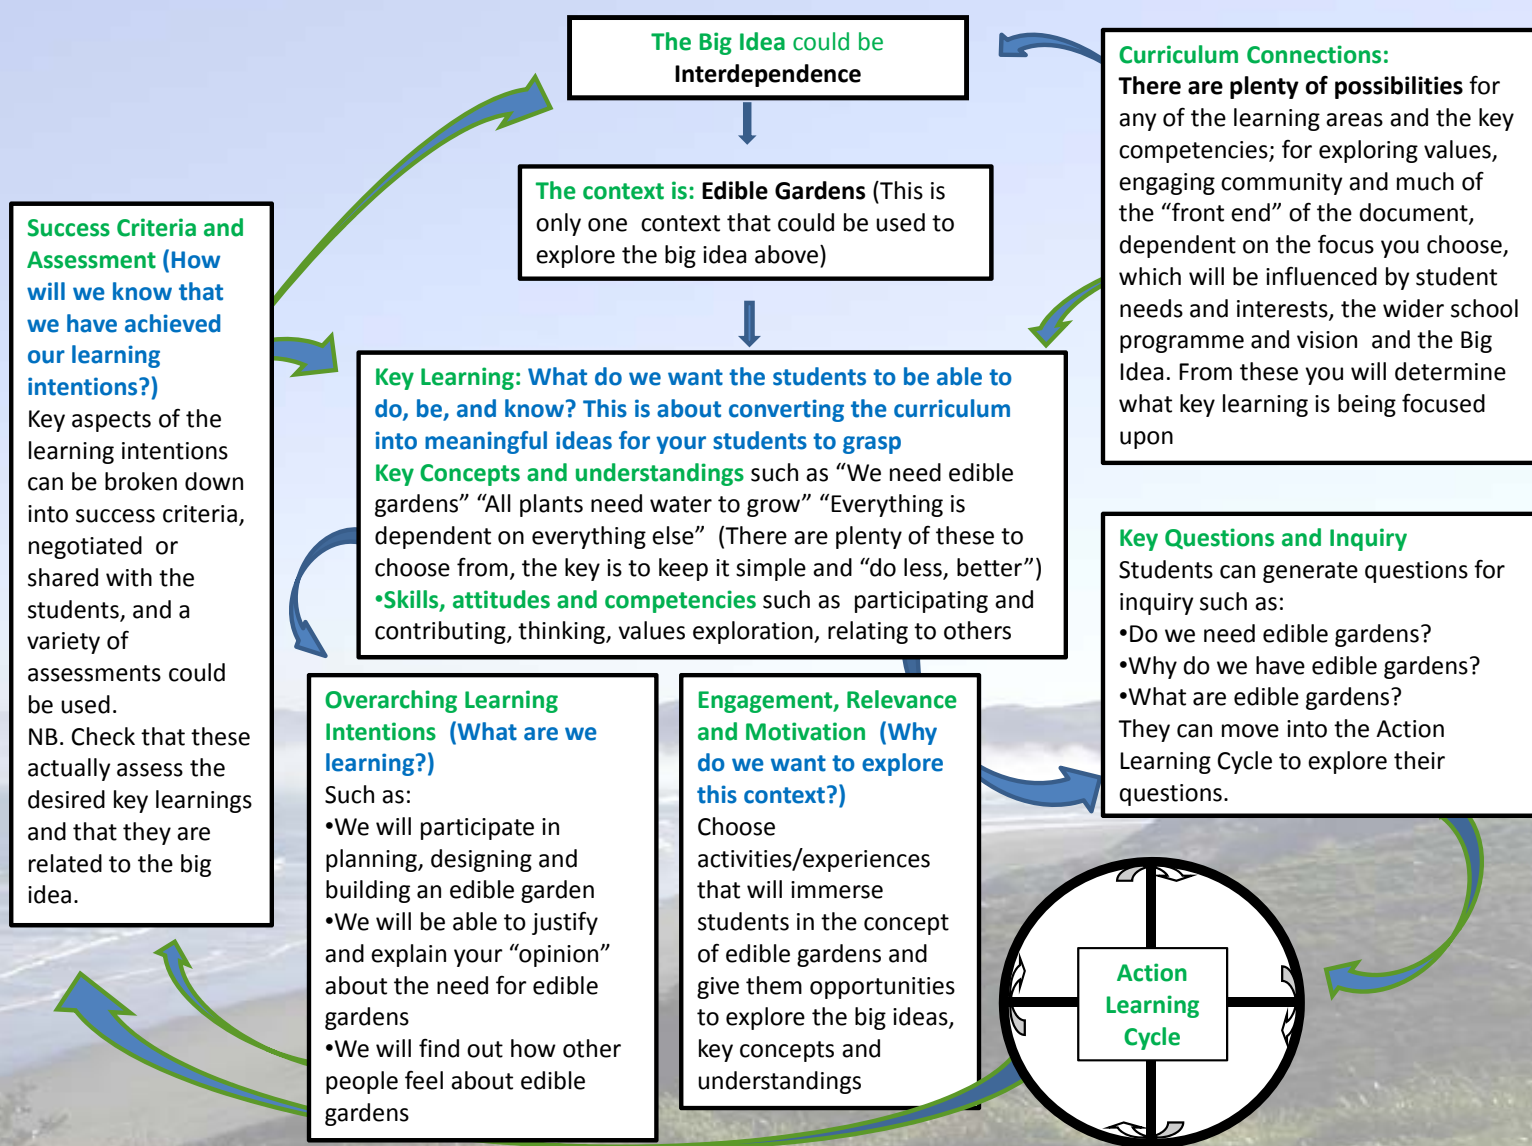 The Big Idea could be
Interdependence
The context is: Edible Gardens (This is
only one context that could be used to
explore the big idea above)
Curriculum Connections:
There are plenty of possibilities for
any of the learning areas and the key
competencies; for exploring values,
engaging community and much of
the “front end” of the document,
dependent on the focus you choose,
which will be influenced by student
needs and interests, the wider school
programme and vision and the Big
Idea. From these you will determine
what key learning is being focused
upon
Success Criteria and
Assessment (How
will we know that
we have achieved
our learning
intentions?)
Key aspects of the
learning intentions
can be broken down
into success criteria,
negotiated or
shared with the
students, and a
variety of
assessments could
be used.
NB. Check that these
actually assess the
desired key learnings
and that they are
related to the big
idea.
Key Learning: What do we want the students to be able to
do, be, and know? This is about converting the curriculum
into meaningful ideas for your students to grasp
Key Concepts and understandings such as “We need edible
gardens” “All plants need water to grow” “Everything is
dependent on everything else” (There are plenty of these to
choose from, the key is to keep it simple and “do less, better”)
•Skills, attitudes and competencies such as participating and
contributing, thinking, values exploration, relating to others
Key Questions and Inquiry
Students can generate questions for
inquiry such as:
•Do we need edible gardens?
•Why do we have edible gardens?
•What are edible gardens?
They can move into the Action
Learning Cycle to explore their
questions.
Overarching Learning
Intentions (What are we
learning?)
Such as:
•We will participate in
planning, designing and
building an edible garden
•We will be able to justify
and explain your “opinion”
about the need for edible
gardens
•We will find out how other
people feel about edible
gardens
Engagement, Relevance
and Motivation (Why
do we want to explore
this context?)
Choose
activities/experiences
that will immerse
students in the concept
of edible gardens and
give them opportunities
to explore the big ideas,
key concepts and
understandings
Action
Learning
Cycle